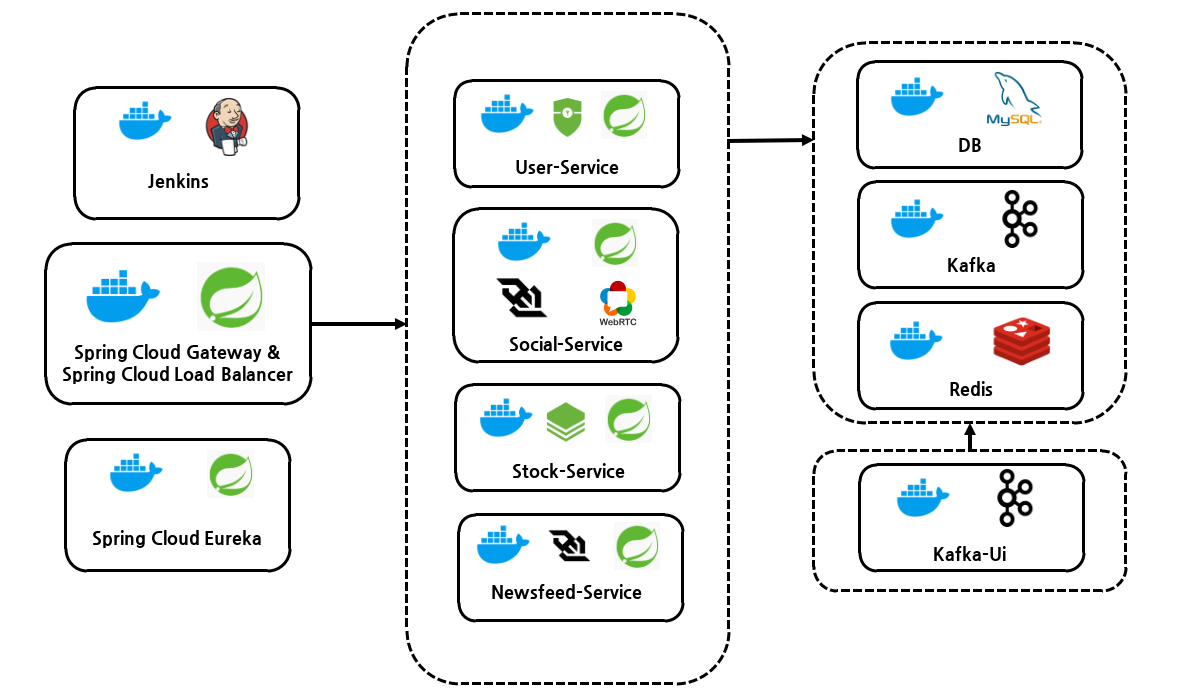 Jenkins
Spring Cloud Gateway &
Spring Cloud Load Balancer
Spring Cloud Eureka
User-Service
WebRTC
Social-Service
Stock-Service
Newsfeed-Service
MySQL
DB
Kafka
Redis
Kafka-Ui